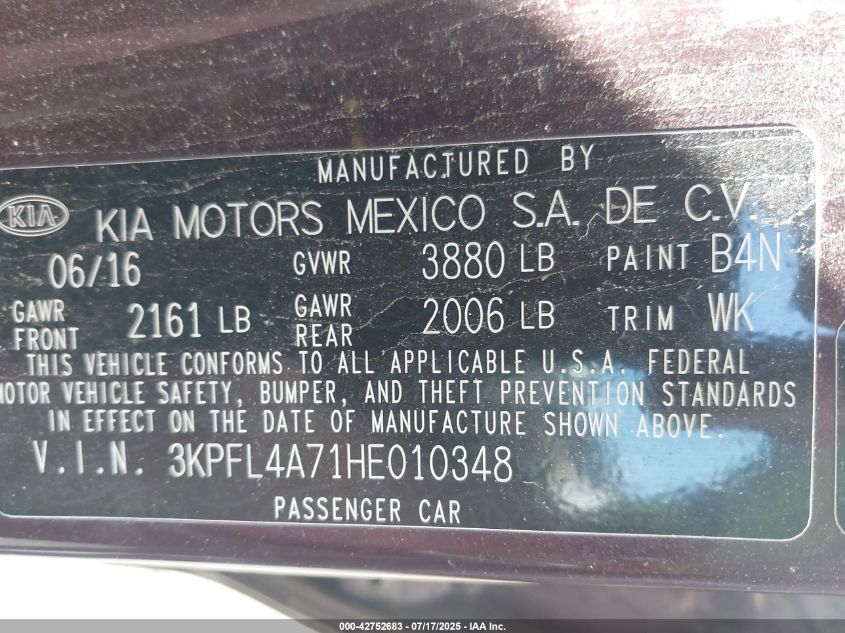 MANUFACTURED BY
KIA KIA MOTORS MEXICO S.A. DE C.V.
06/16 GVWR 3880 LB PAINT B4N
GAWR FRONT 2161 LB GAWR REAR 2006 LB TRIM WK
THIS VEHICLE CONFORMS TO ALL APPLICABLE U.S.A. FEDERAL
MOTOR VEHICLE SAFETY, BUMPER, AND THEFT PREVENTION STANDARDS
IN EFFECT ON THE DATE OF MANUFACTURE SHOWN ABOVE.
V.I.N. 3KPFL4A71HE010348
PASSENGER CAR
000-42752683 - 07/17/2025 - IAA Inc.